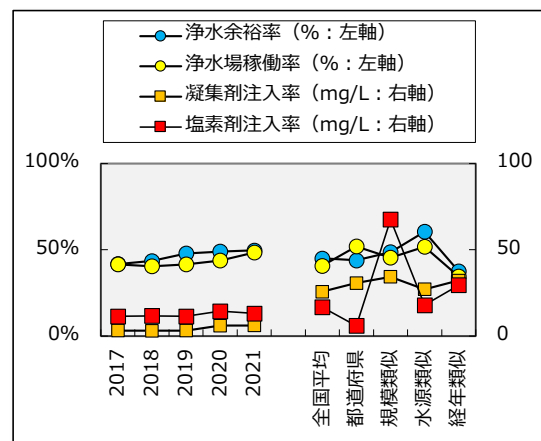 浄水余裕率（%：左軸）
浄水場稼働率（%：左軸）
凝集剤注入率（mg/L：右軸）
塩素剤注入率（mg/L：右軸）
100%
100
50%
50
0%
0
2017
2018
2019
2020
2021
全国平均
都道府県
規模類似
水源類似
経年類似